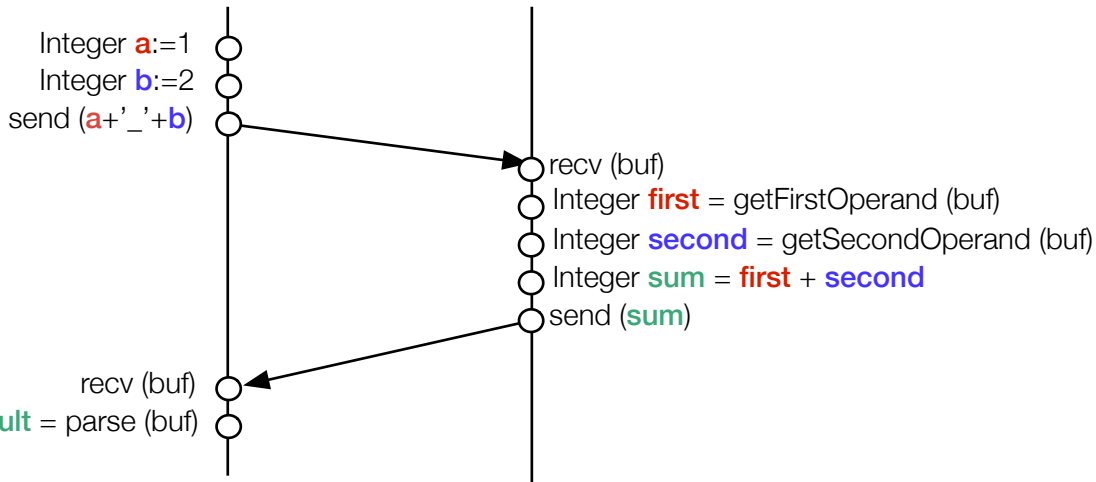 Integer a:=1
Integer b:=2
send (a+’_’+b)
recv (buf)
Integer first = getFirstOperand (buf)
Integer second = getSecondOperand (buf)
Integer sum = first + second
send (sum)
recv (buf)
ult = parse (buf)